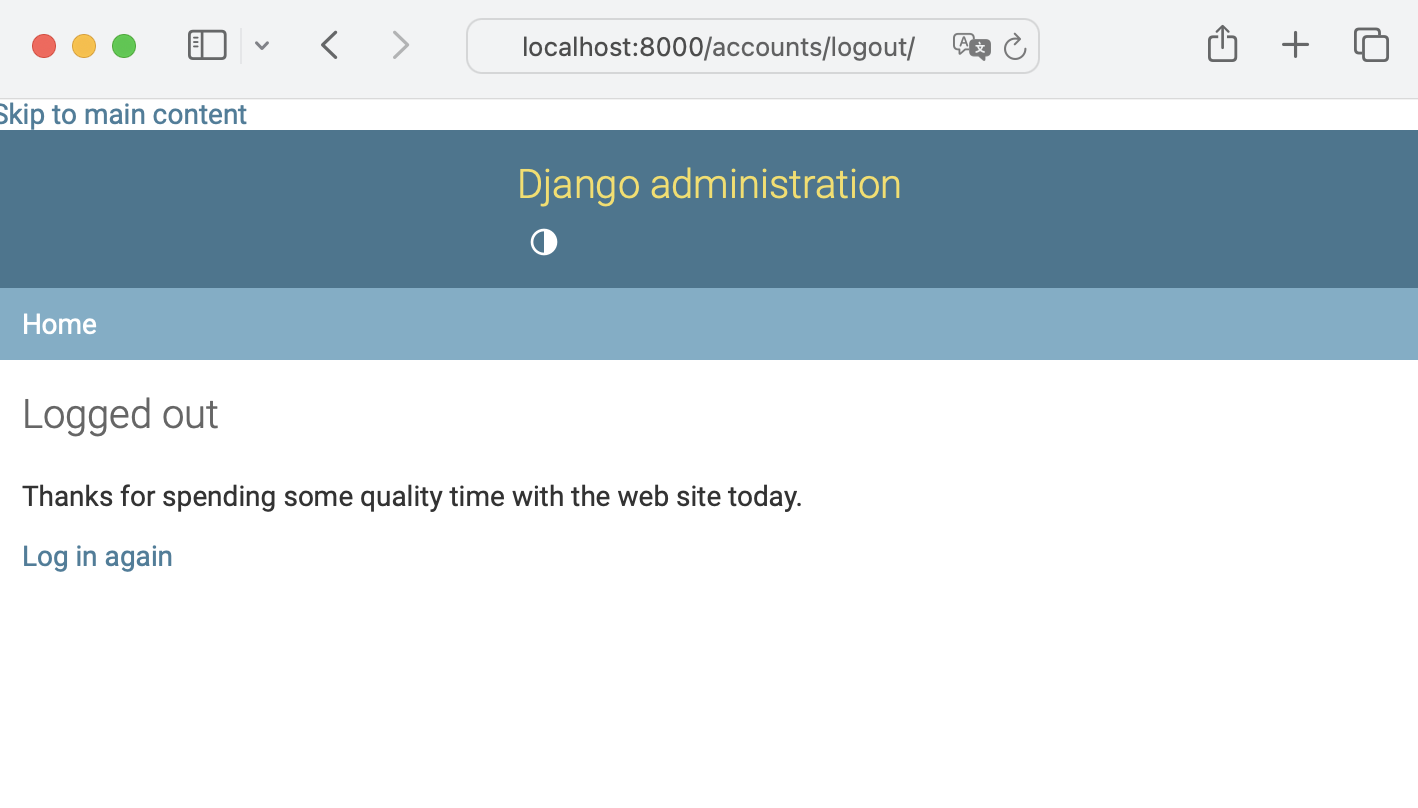 localhost:8000/accounts/logout/
Skip to main content
Django administration
Home
Logged out
Thanks for spending some quality time with the web site today.
Log in again